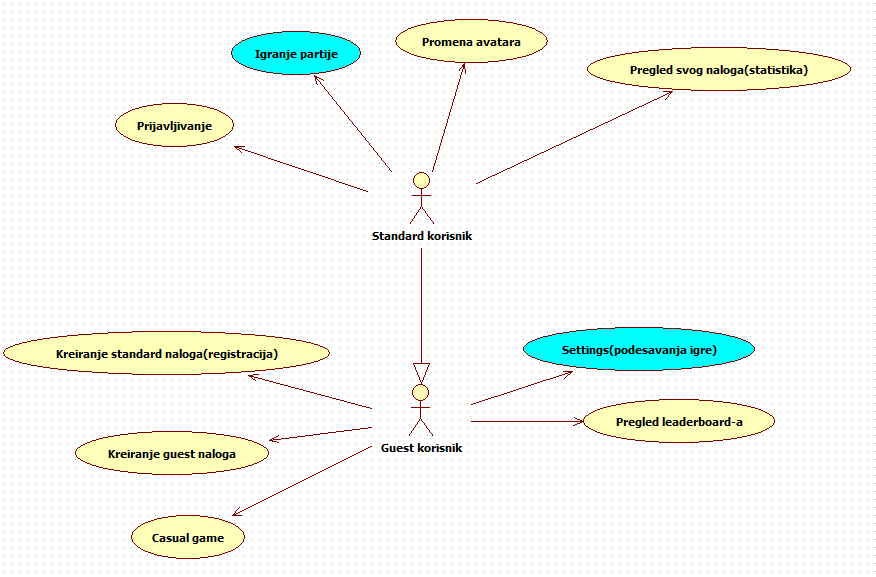 Promena avatara
Igranje partije
Pregled svog naloga(statistika)
Prijavljivanje
Standard korisnik
Kreiranje standard naloga(registracija)
Settings(podesavanja igre)
Pregled leaderboard-a
Guest korisnik
Kreiranje guest naloga
Casual game